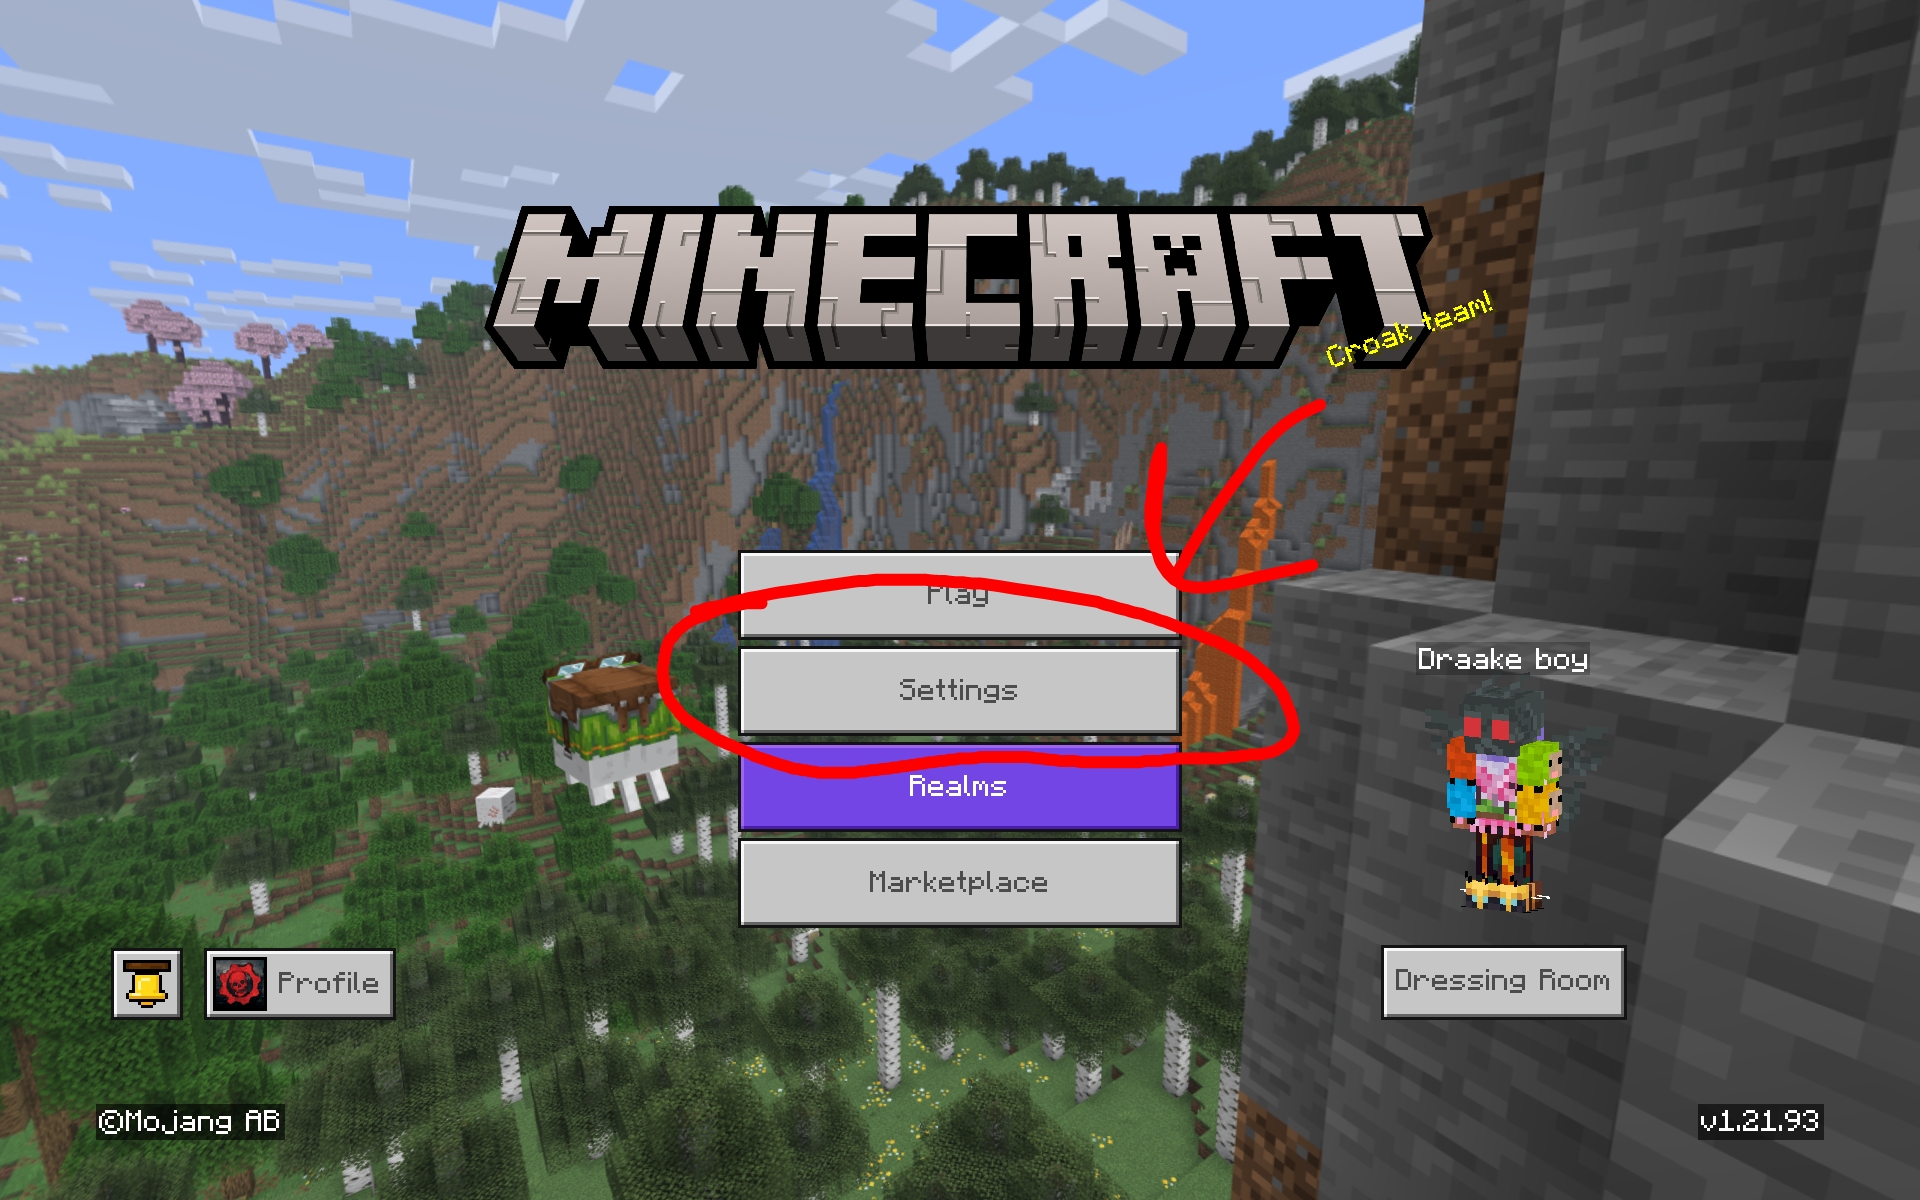 MINECRAFT
Croak team!
Play
Settings
Realms
Marketplace
Draake boy
Profile
Dressing Room
©Mojang AB
v1.21.93